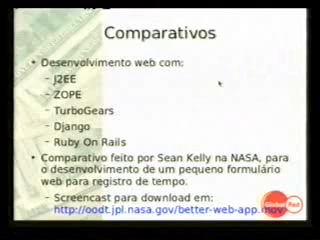 Comparativos
• Desenvolvimento web com:
– J2EE
– ZOPE
– TurboGears
– Django
– Ruby On Rails
• Comparativo feito por Sean Kelly na NASA, para
o desenvolvimento de um pequeno formulário
web para registro de tempo.
– Screencast para download em:
http://oodt.jpl.nasa.gov/better-web-app.mov
Global Red